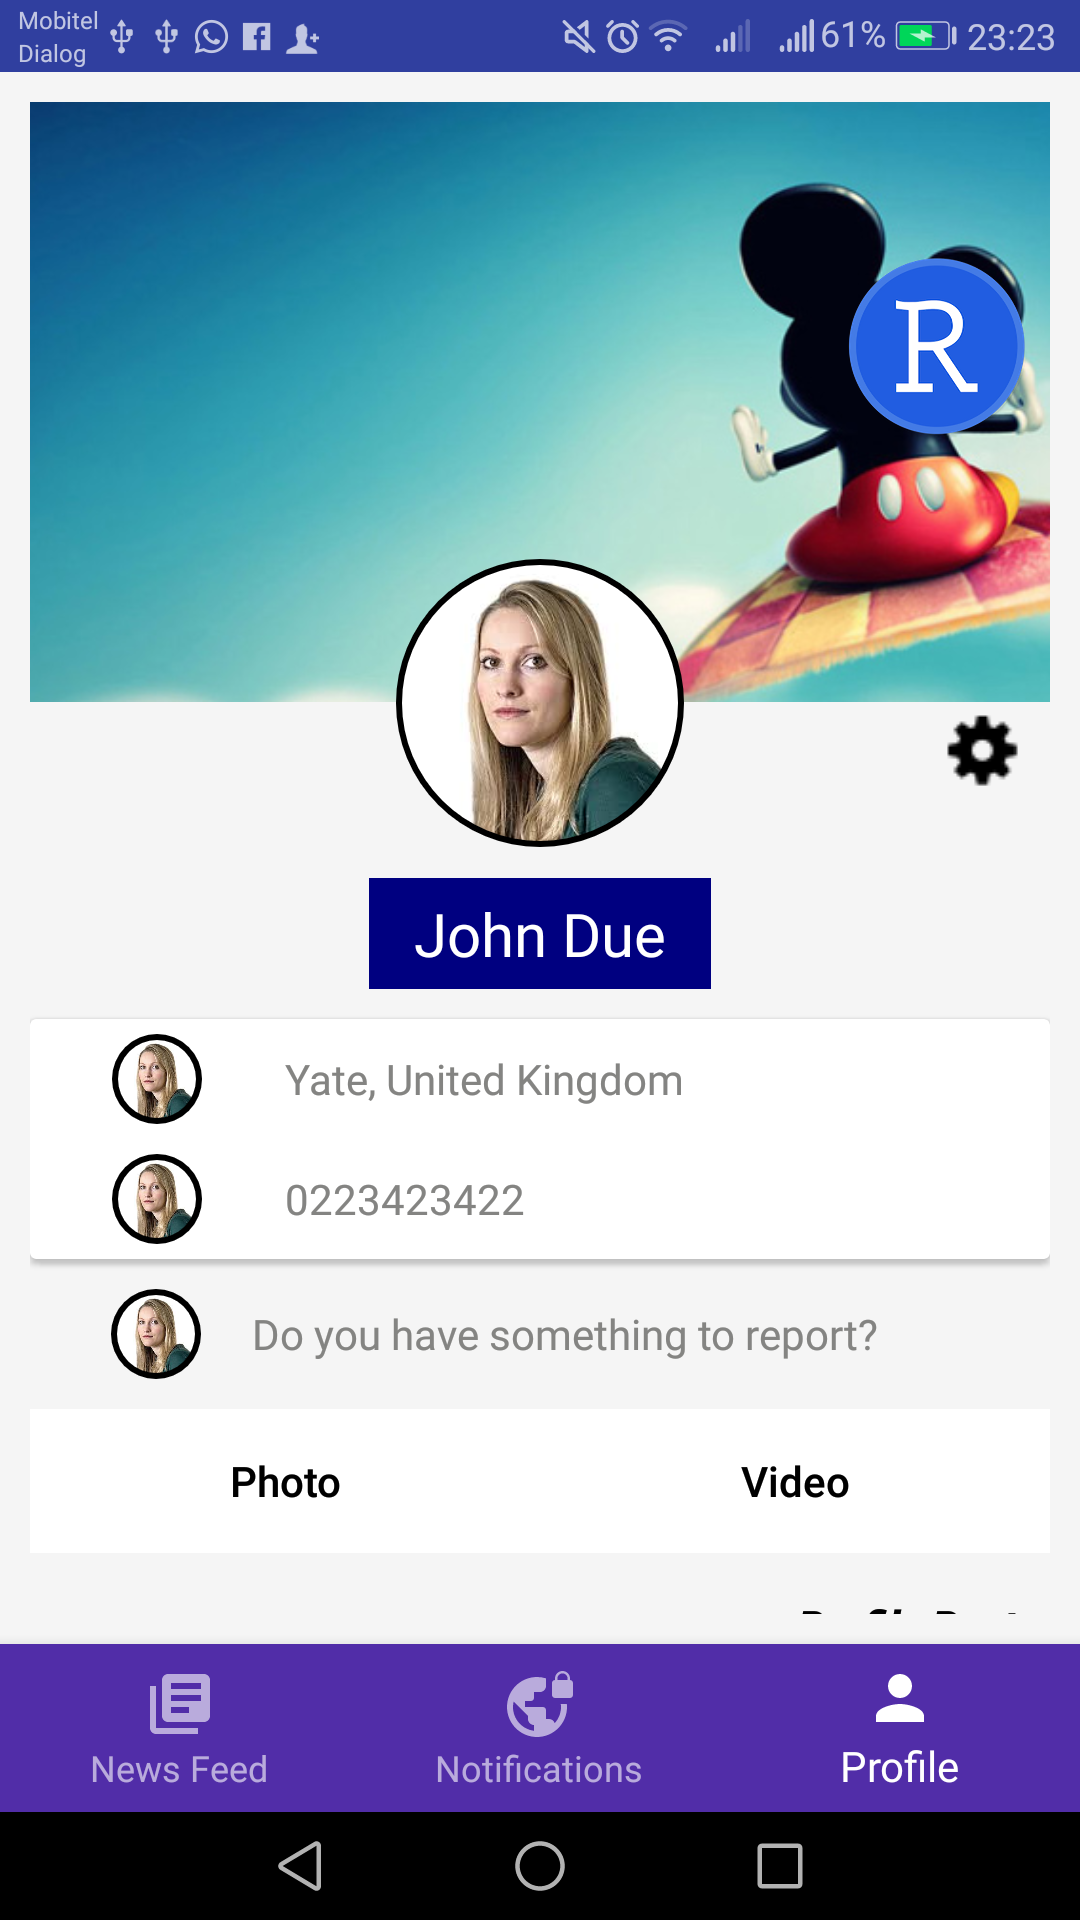 Mobitel
Dialog
61%
23:23
R
John Due
Yate, United Kingdom
0223423422
Do you have something to report?
Photo
Video
News Feed
Notifications
Profile